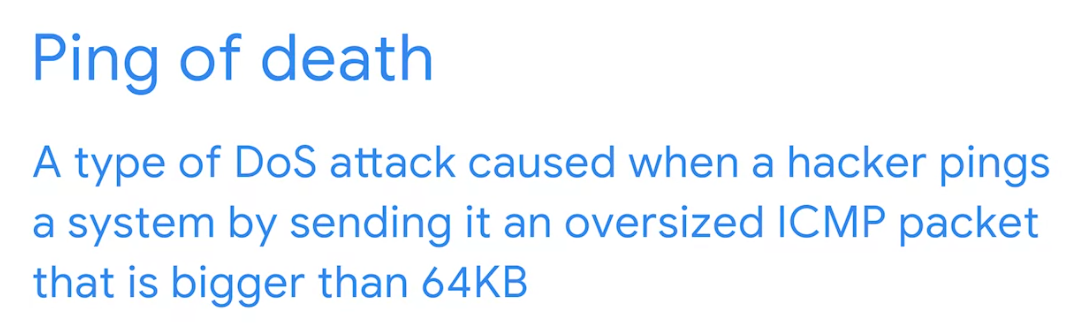 Ping of death
A type of DoS attack caused when a hacker pings
a system by sending it an oversized ICMP packet
that is bigger than 64KB